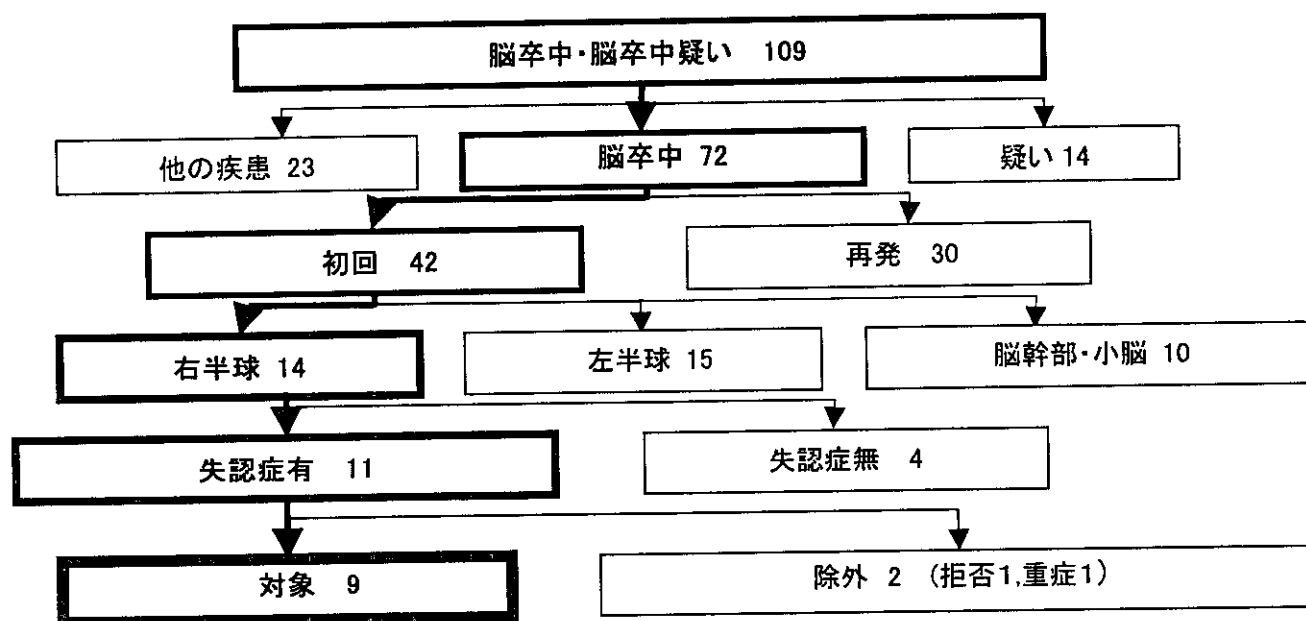 脳卒中・脳卒中疑い 109
他の疾患 23
脳卒中 72
疑い 14
初回 42
再発 30
右半球 14
左半球 15
脳幹部・小脳 10
失認症有 11
失認症無 4
対象 9
除外 2 (拒否1,重症1)